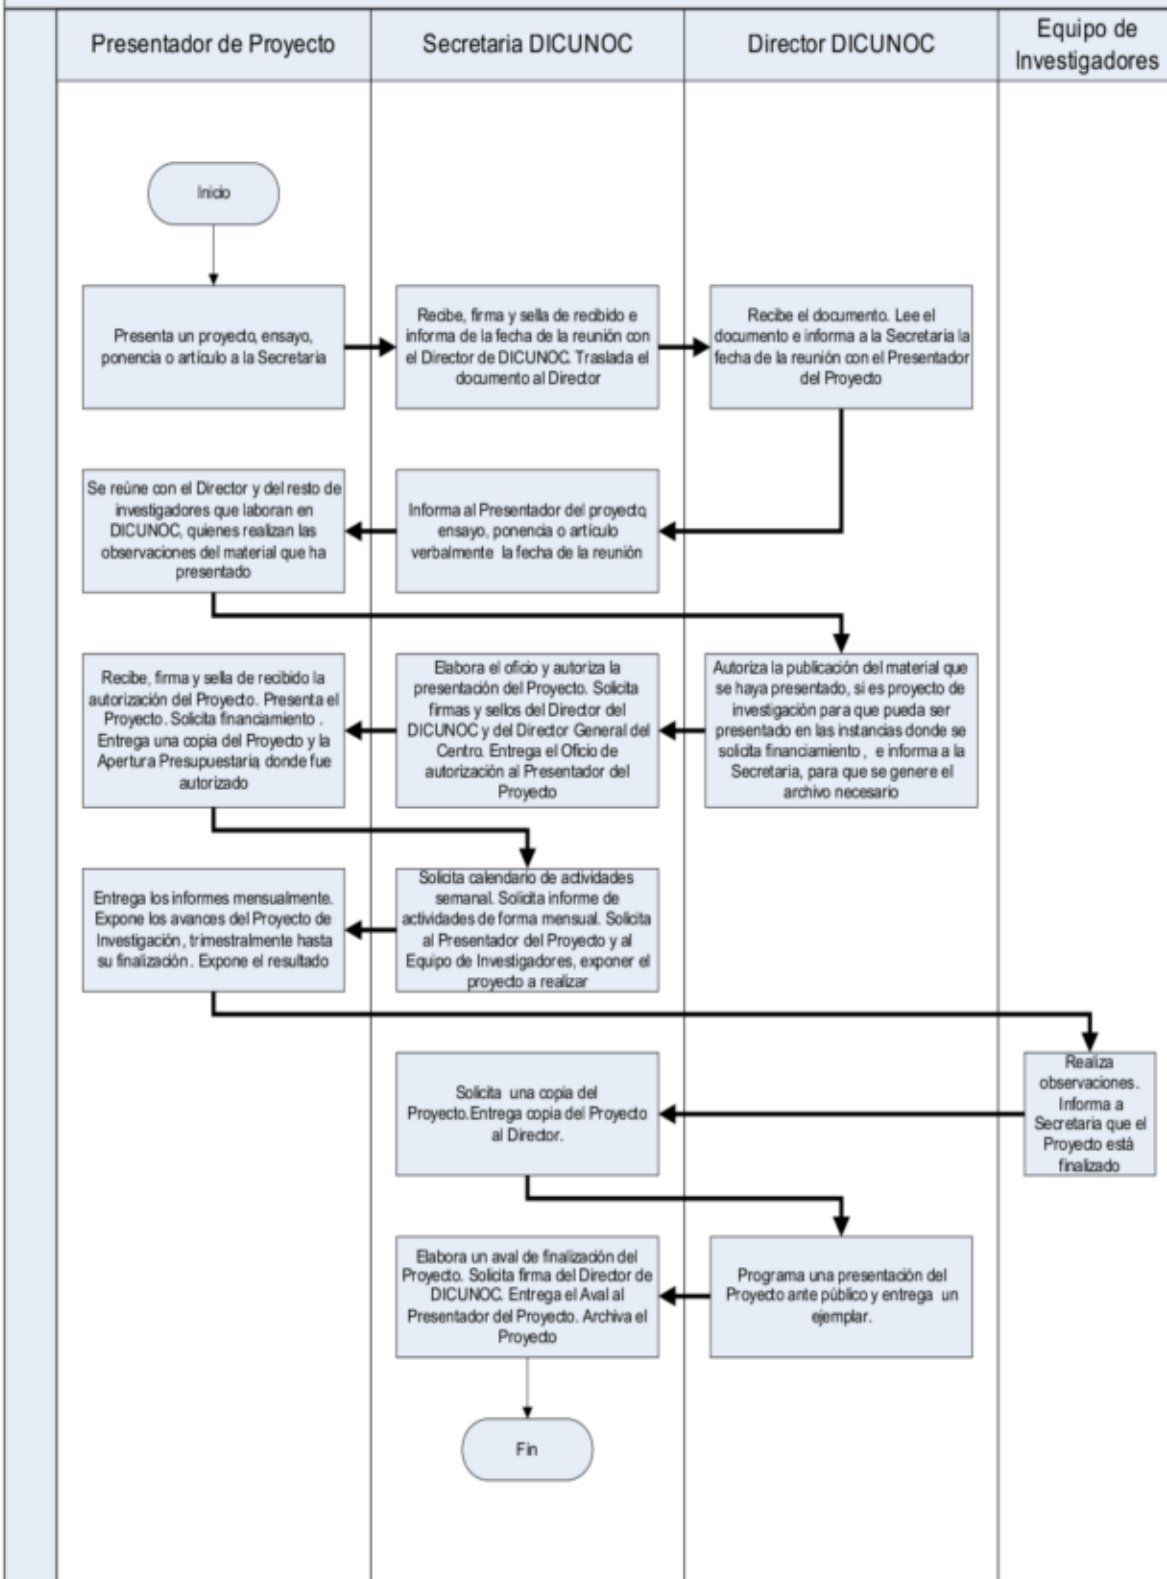 Presentador de Proyecto
Secretaria DICUNOC
Director DICUNOC
Equipo de
Investigadores
Inicio
Presenta un proyecto, ensayo,
ponencia o artículo a la Secretaria
Recibe, firma y sella de recibido e
informa de la fecha de la reunión con
el Director de DICUNOC. Traslada el
documento al Director
Recibe el documento. Lee el
documento e informa a la Secretaria la
fecha de la reunión con el Presentador
del Proyecto
Informa al Presentador del proyecto,
ensayo, ponencia o artículo
verbalmente la fecha de la reunión
Se reúne con el Director y del resto de
investigadores que laboran en
DICUNOC, quienes realizan las
observaciones del material que ha
presentado
Autoriza la publicación del material que
se haya presentado, si es proyecto de
investigación para que pueda ser
presentado en las instancias donde se
solicita financiamiento , e informa a la
Secretaria, para que se genere el
archivo necesario
Elabora el oficio y autoriza la
presentación del Proyecto. Solicita
firmas y sellos del Director del
DICUNOC y del Director General del
Centro. Entrega el Oficio de
autorización al Presentador del
Proyecto
Recibe, firma y sella de recibido la
autorización del Proyecto. Presenta el
Proyecto. Solicita financiamiento .
Entrega una copia del Proyecto y la
Apertura Presupuestaria, donde fue
autorizado
Solicita calendario de actividades
semanal. Solicita informe de
actividades de forma mensual. Solicita
al Presentador del Proyecto y al
Equipo de Investigadores, exponer el
proyecto a realizar
Entrega los informes mensualmente.
Expone los avances del Proyecto de
Investigación, trimestralmente hasta
su finalización. Expone el resultado
Realiza
observaciones.
Informa a
Secretaria que el
Proyecto está
finalizado
Solicita una copia del
Proyecto.Entrega copia del Proyecto
al Director.
Programa una presentación del
Proyecto ante público y entrega un
ejemplar.
Elabora un aval de finalización del
Proyecto. Solicita firma del Director de
DICUNOC. Entrega el Aval al
Presentador del Proyecto. Archiva el
Proyecto
Fin